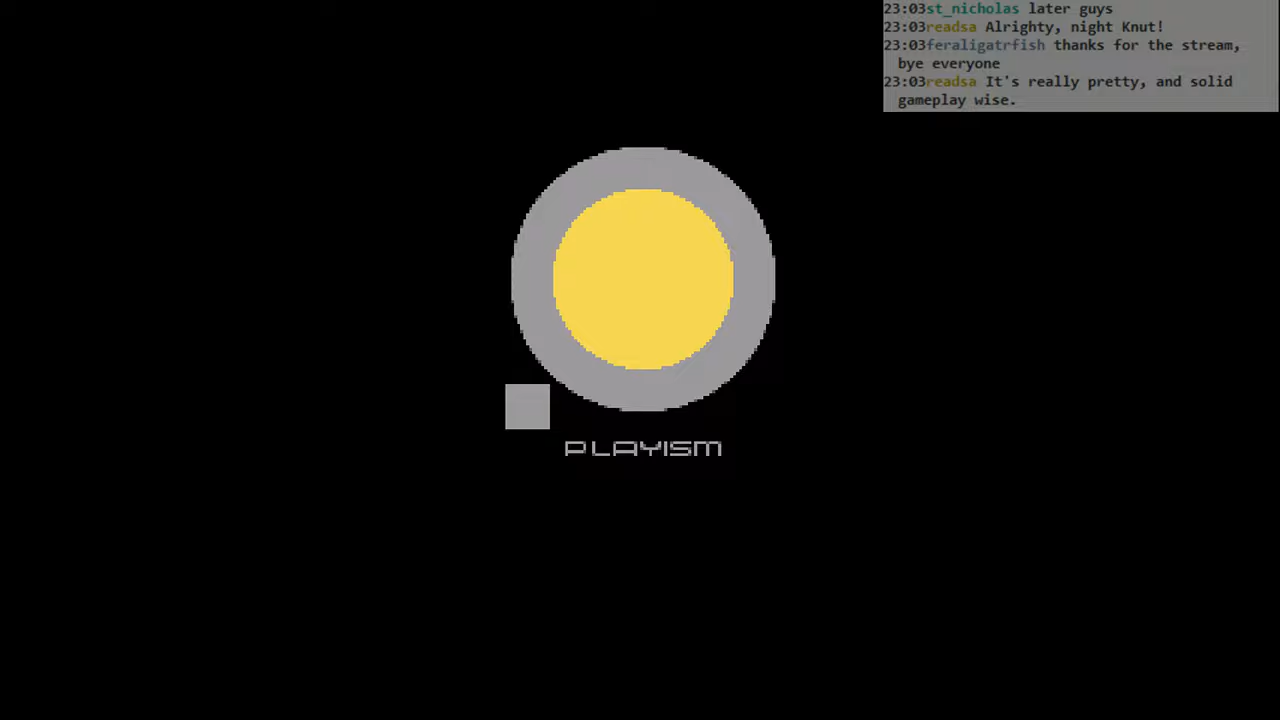 23:03st_nicholas later guys
23:03readsa Alrighty, night Knut!
23:03feraligatrfish thanks for the stream,
bye everyone
23:03readsa It's really pretty, and solid
gameplay wise.
PLAYISM